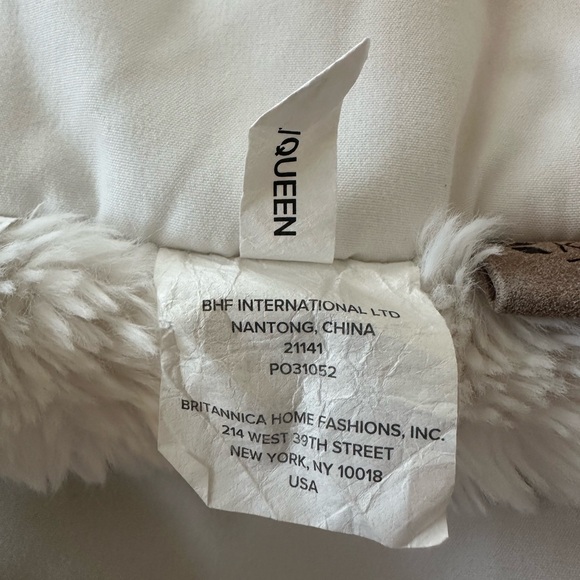 /QUEEN
BHF INTERNATIONAL LTD
NANTONG, CHINA
21141
PO31052
BRITANNICA HOME FASHIONS, INC.
214 WEST 39TH STREET
NEW YORK, NY 10018
USA